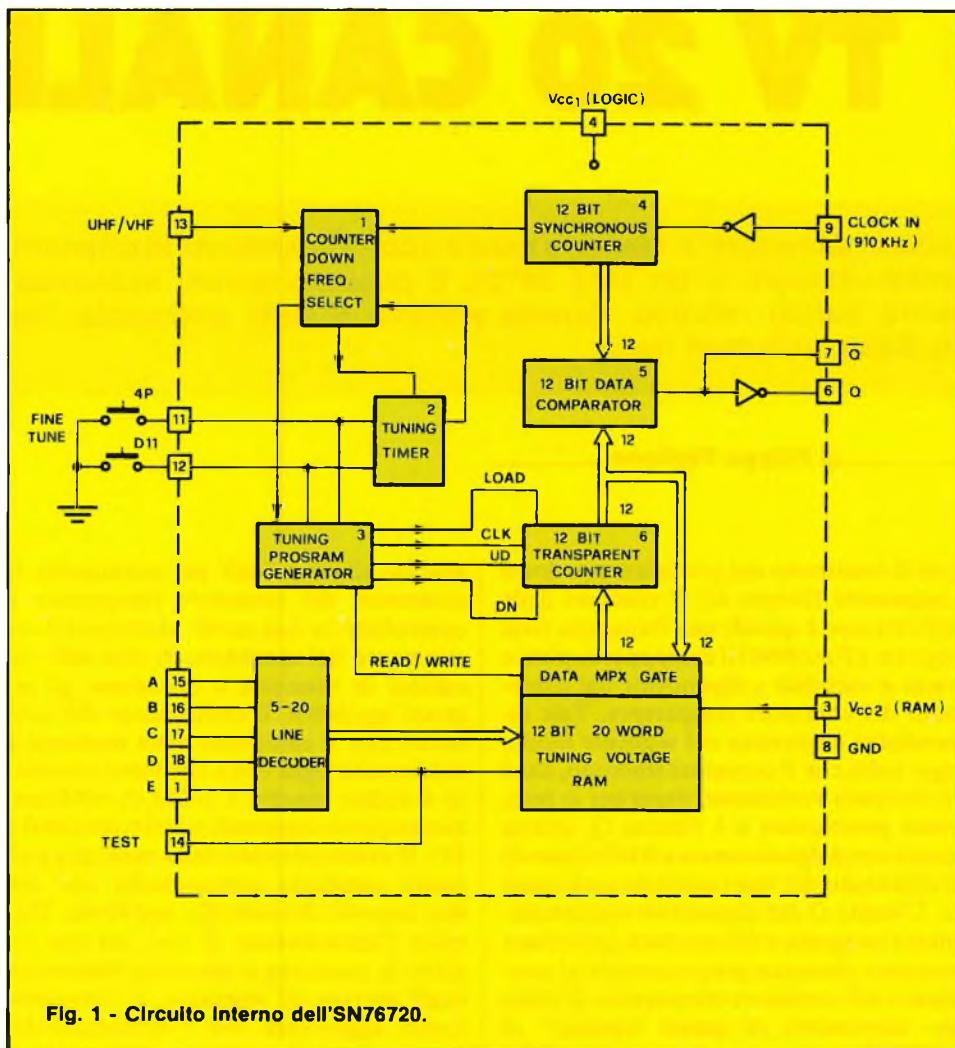 TV 20 CANALI
Vcc1 (LOGIC)
4
UHF/VHF
13
1
COUNTER
DOWN
FREQ
SELECT
12 BIT
4
SYNCHRONOUS
COUNTER
9
CLOCK IN
(910 KHz)
12
12 BIT DATA
5
COMPARATOR
7
Q
6
Q
FINE
TUNE
4P
11
D11
12
2
TUNING
TIMER
12
12
LOAD
TUNING
3
PROSRAM
GENERATOR
CLK
UD
DN
12 BIT
6
TRANSPARENT
COUNTER
12
12
READ / WRITE
DATA MPX GATE
3
Vcc2 (RAM)
8
GND
A 15
B 16
C 17
D 18
E 1
5-20
LINE
DECODER
12 BIT 20 WORD
TUNING VOLTAGE
RAM
TEST
14
Fig. 1 - Circuito interno dell'SN76720.